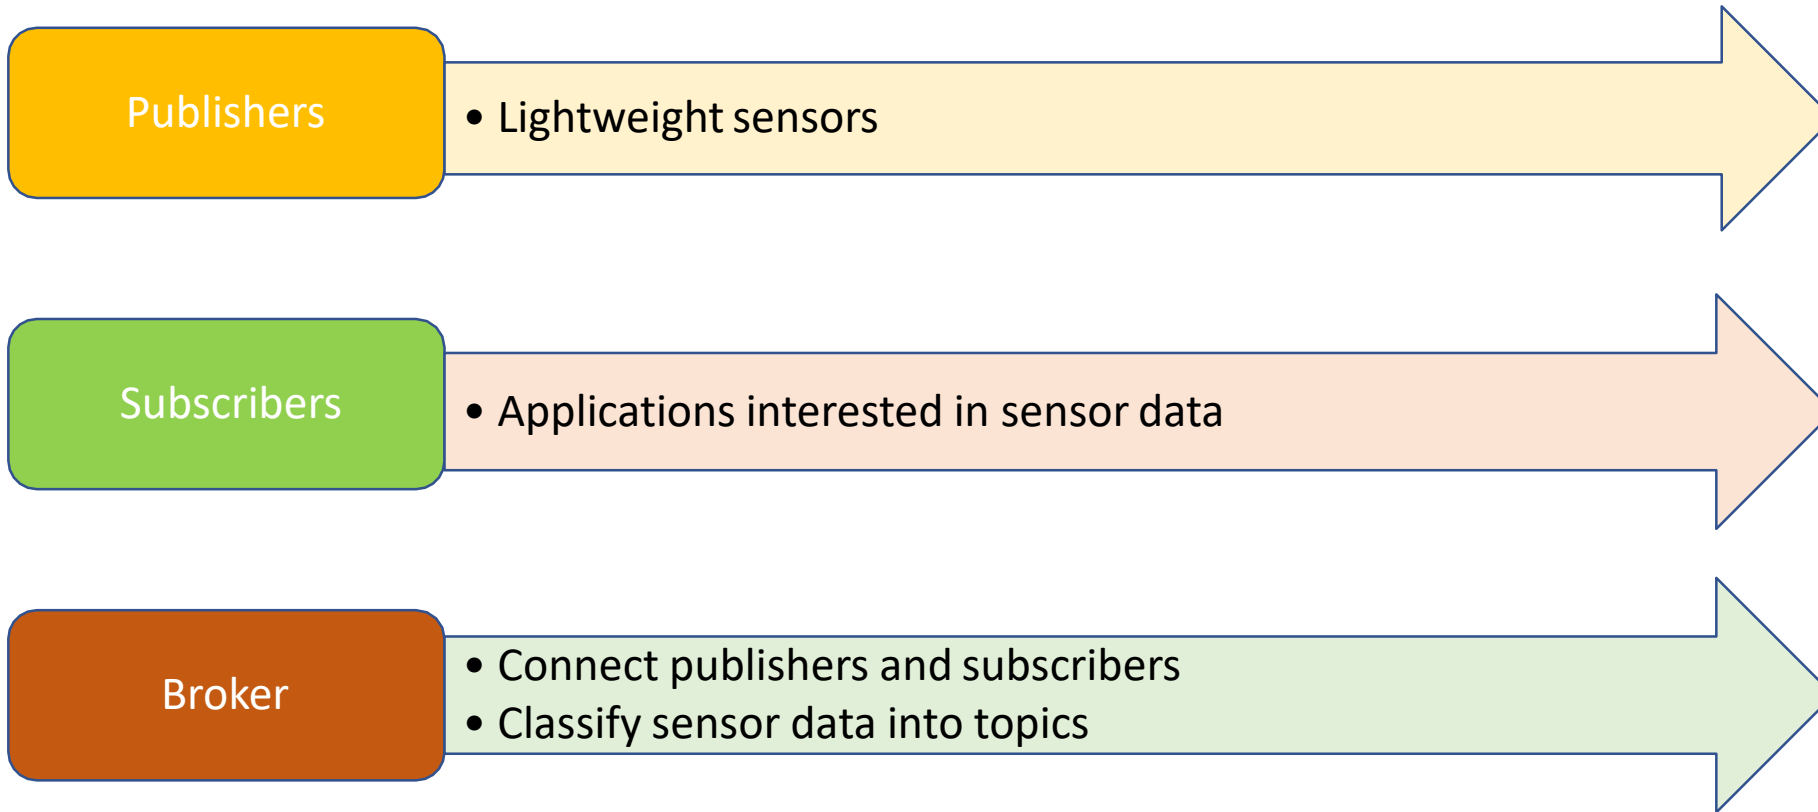 Publishers
• Lightweight sensors
Subscribers
• Applications interested in sensor data
Broker
• Connect publishers and subscribers
• Classify sensor data into topics